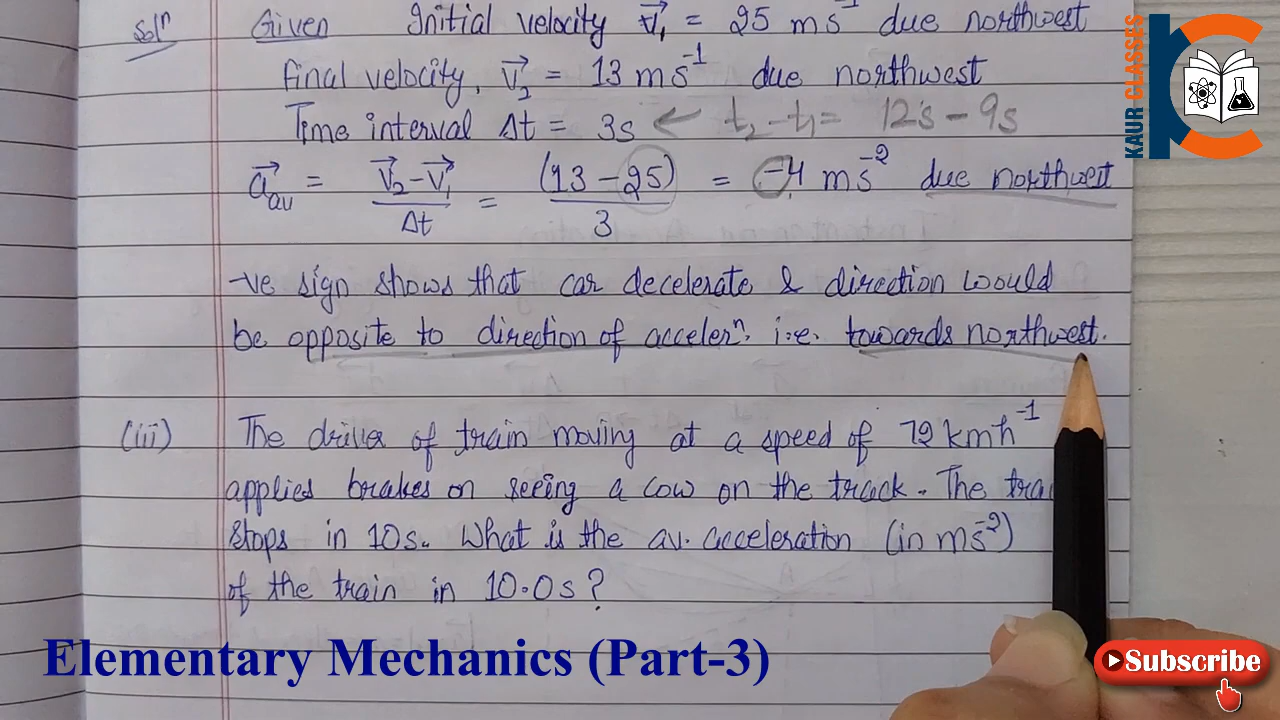 Solⁿ Given Initial velocity v⃗₁ = 25 ms⁻¹ due northwest
final velocity, v⃗₂ = 13 ms⁻¹ due northwest
Time interval Δt = 3s ← t₂ - t₁ = 12s - 9s
a⃗av = (v⃗₂ - v⃗₁)/Δt = (13 - 25)/3 = -4 ms⁻² due northwest
-ve sign shows that car decelerate & direction would
be opposite to direction of accelerⁿ. i.e. towards northwest.
(iii) The driver of train moving at a speed of 72 kmh⁻¹
applies brakes on seeing a cow on the track. The trai
stops in 10s. What is the av. acceleration (in ms⁻²)
of the train in 10.0s?
Elementary Mechanics (Part-3)
KAUR CLASSES
Subscribe